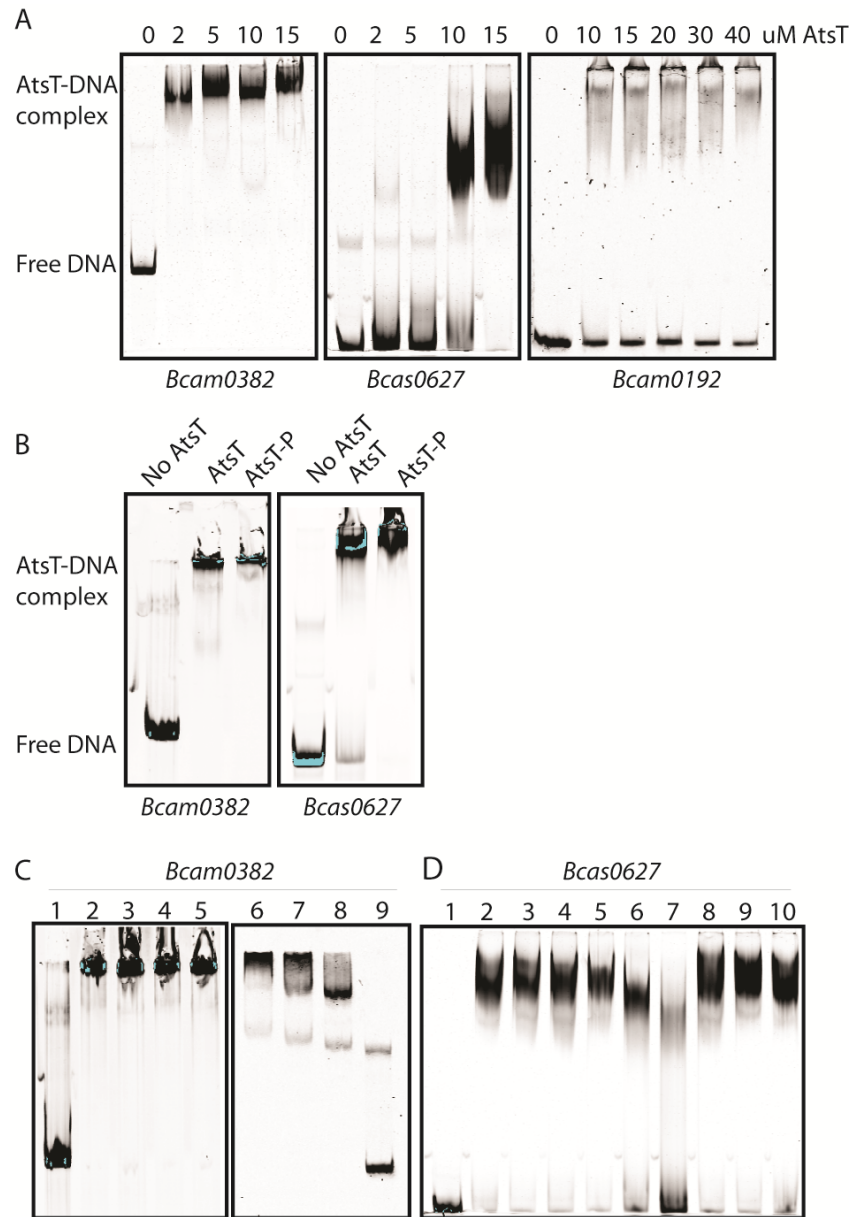 A
0 2 5 10 15 0 2 5 10 15 0 10 15 20 30 40 uM AtsT
AtsT-DNA
complex
Free DNA
Bcam0382 Bcas0627 Bcam0192
B
No AtsT AtsT AtsT-P No AtsT AtsT AtsT-P
AtsT-DNA
complex
Free DNA
Bcam0382 Bcas0627
C Bcam0382 D Bcas0627
1 2 3 4 5 6 7 8 9 1 2 3 4 5 6 7 8 9 10